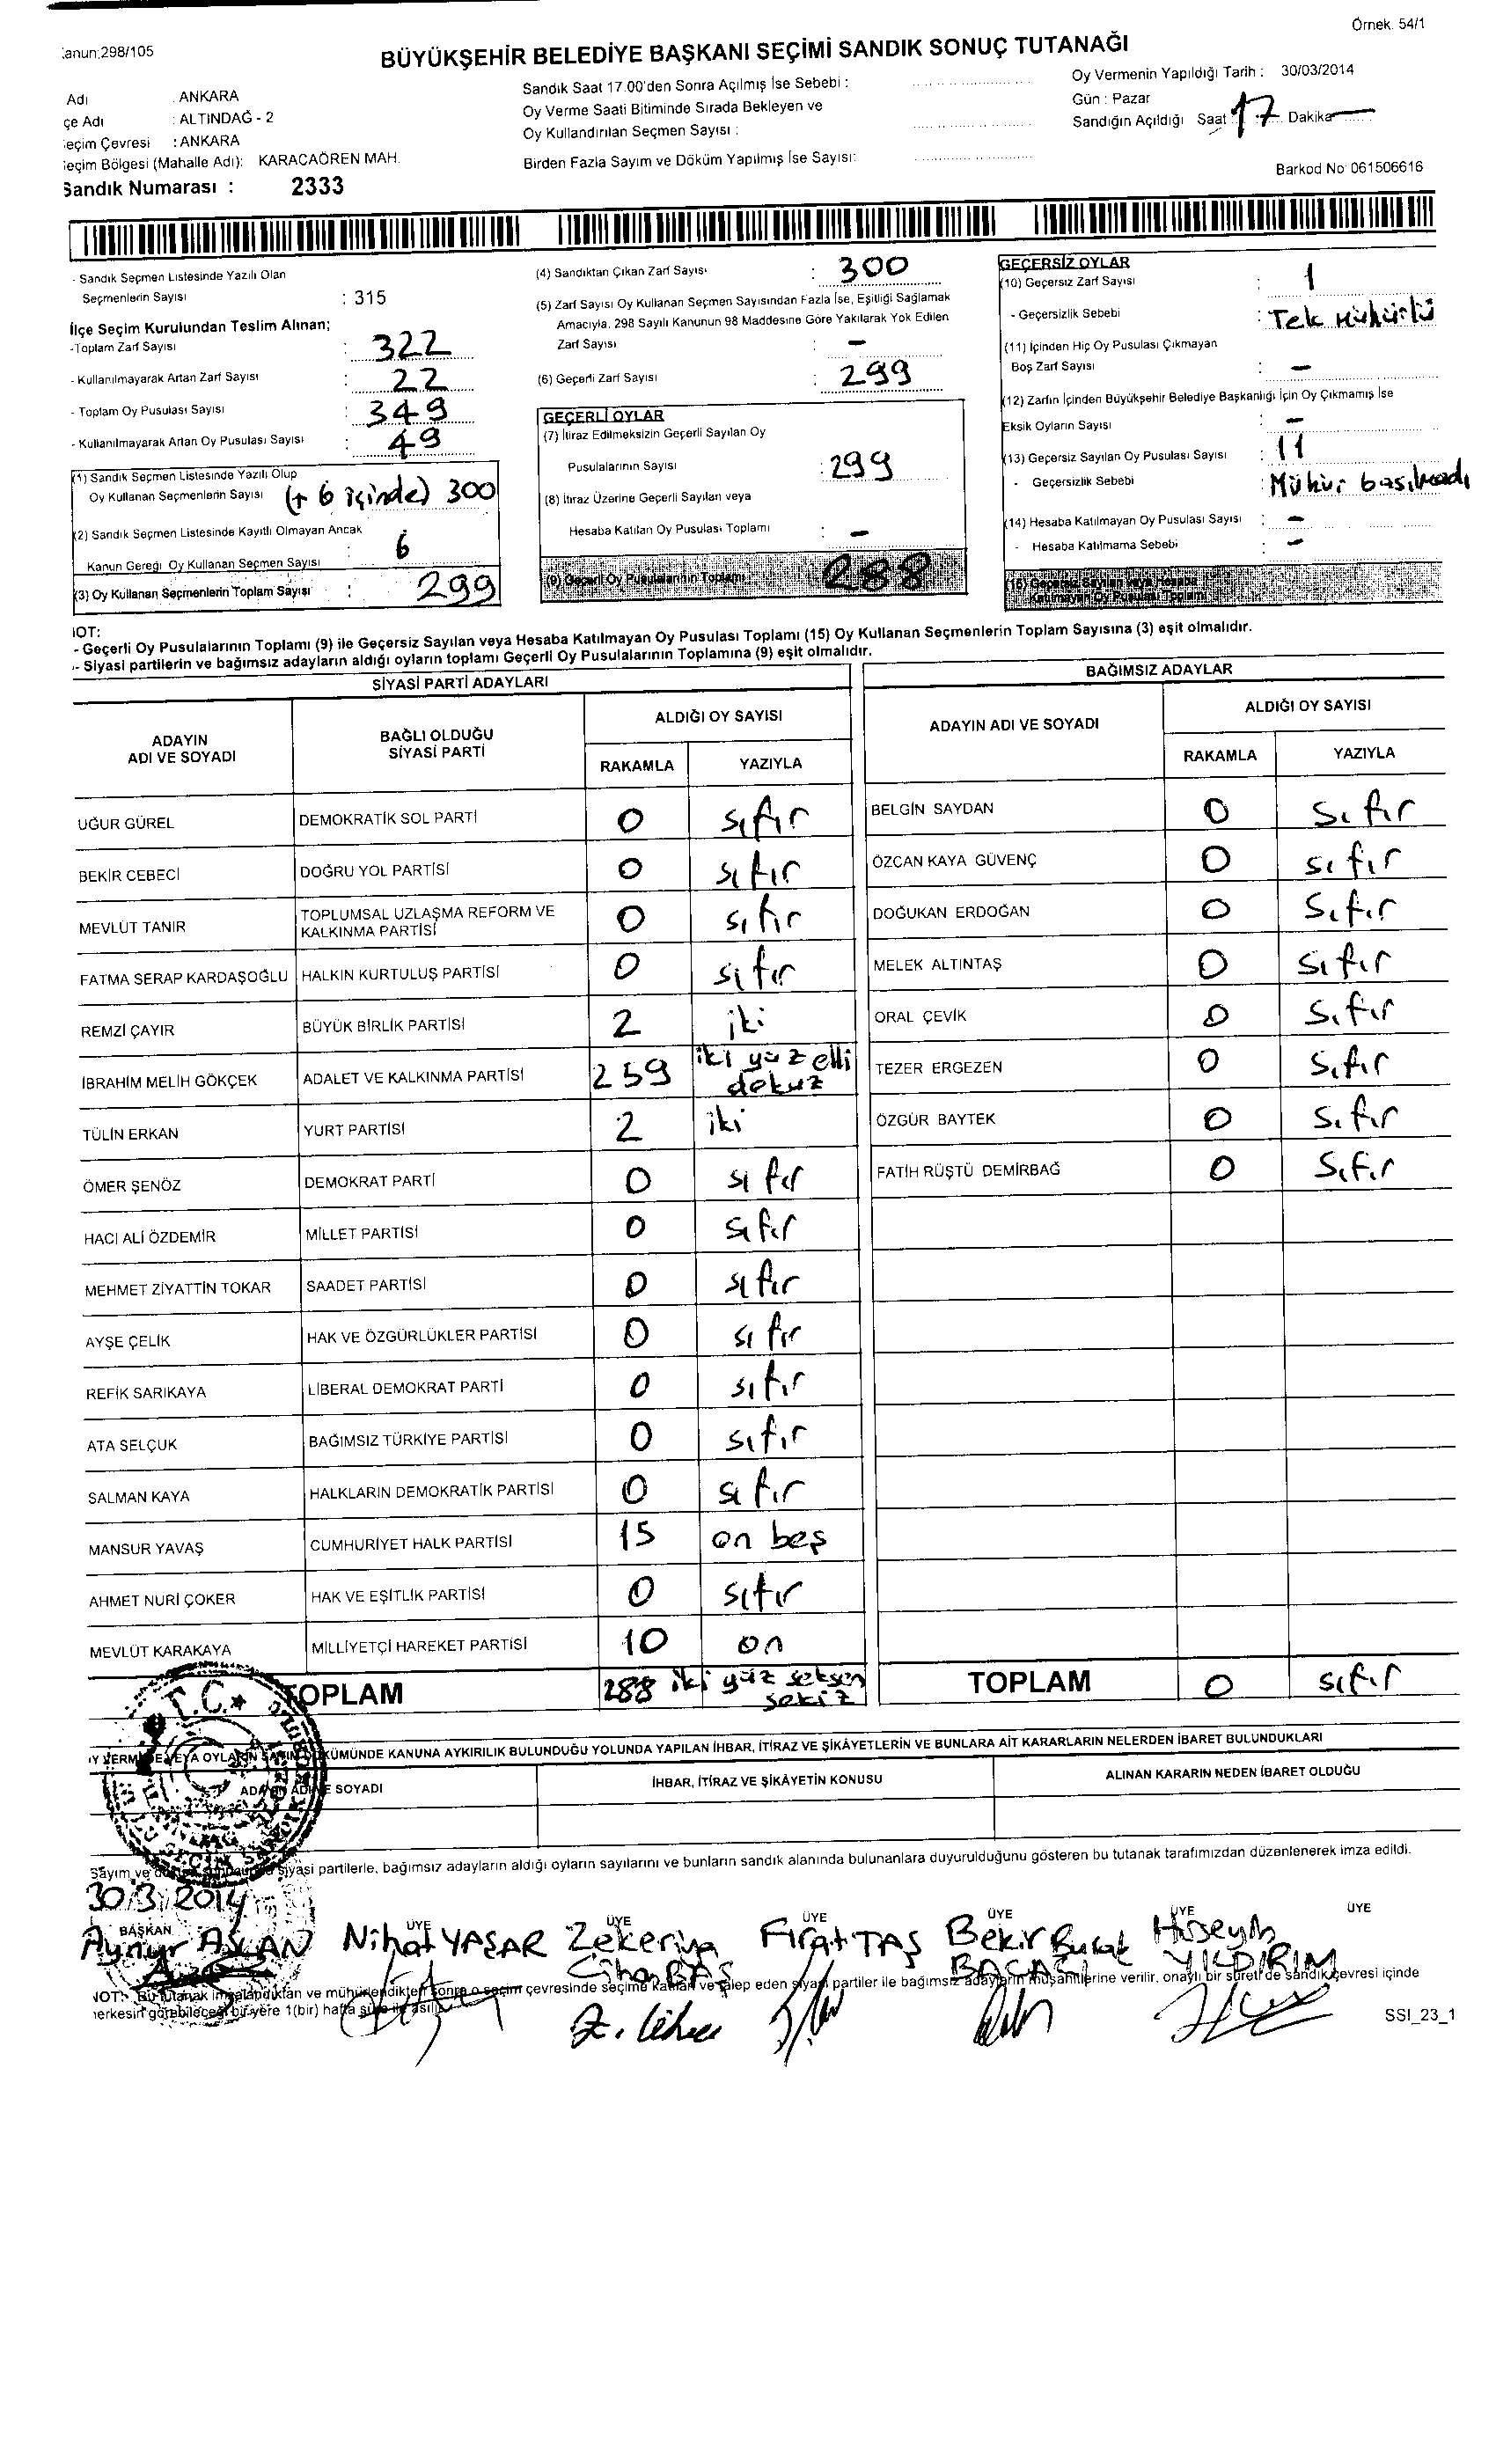 Örnek. 54/1
anun:298/105
BÜYÜKŞEHİR BELEDİYE BAŞKANI SEÇİMİ SANDIK SONUÇ TUTANAĞI
Adı : ANKARA
çe Adı : ALTINDAĞ - 2
eçim Çevresi : ANKARA
eçim Bölgesi (Mahalle Adı): KARACAÖREN MAH.
Sandık Numarası : 2333
Sandık Saat 17.00'den Sonra Açılmış İse Sebebi :
Oy Verme Saati Bitiminde Sırada Bekleyen ve
Oy Kullandırılan Seçmen Sayısı :
Birden Fazla Sayım ve Döküm Yapılmış İse Sayısı:
Oy Vermenin Yapıldığı Tarih : 30/03/2014
Gün : Pazar
Sandığın Açıldığı Saat : 17 Dakika —
Barkod No: 061506616
- Sandık Seçmen Listesinde Yazılı Olan
Seçmenlerin Sayısı : 315
İlçe Seçim Kurulundan Teslim Alınan;
-Toplam Zarf Sayısı : 322
- Kullanılmayarak Artan Zarf Sayısı : 22
- Toplam Oy Pusulası Sayısı : 349
- Kullanılmayarak Artan Oy Pusulası Sayısı : 49
(1) Sandık Seçmen Listesinde Yazılı Olup
Oy Kullanan Seçmenlerin Sayısı (+ 6 içinde) 300
(2) Sandık Seçmen Listesinde Kayıtlı Olmayan Ancak
Kanun Gereği Oy Kullanan Seçmen Sayısı : 6
(3) Oy Kullanan Seçmenlerin Toplam Sayısı : 299
(4) Sandıktan Çıkan Zarf Sayısı : 300
(5) Zarf Sayısı Oy Kullanan Seçmen Sayısından Fazla İse, Eşitliği Sağlamak
Amacıyla, 298 Sayılı Kanunun 98 Maddesine Göre Yakılarak Yok Edilen
Zarf Sayısı : —
(6) Geçerli Zarf Sayısı : 299
GEÇERLİ OYLAR
(7) İtiraz Edilmeksizin Geçerli Sayılan Oy
Pusulalarının Sayısı : 299
(8) İtiraz Üzerine Geçerli Sayılan veya
Hesaba Katılan Oy Pusulası Toplamı : —
(9) Geçerli Oy Pusulalarının Toplamı 288
GEÇERSİZ OYLAR
(10) Geçersiz Zarf Sayısı : 1
- Geçersizlik Sebebi : Tek Mühürlü
(11) İçinden Hiç Oy Pusulası Çıkmayan
Boş Zarf Sayısı : —
(12) Zarfın İçinden Büyükşehir Belediye Başkanlığı İçin Oy Çıkmamış İse
Eksik Oyların Sayısı : —
(13) Geçersiz Sayılan Oy Pusulası Sayısı : 11
- Geçersizlik Sebebi : Mühür basılmadı
(14) Hesaba Katılmayan Oy Pusulası Sayısı : —
- Hesaba Katılmama Sebebi : —
(15) Geçersiz Sayılan veya Hesaba
Katılmayan Oy Pusulası Toplamı
OT:
- Geçerli Oy Pusulalarının Toplamı (9) ile Geçersiz Sayılan veya Hesaba Katılmayan Oy Pusulası Toplamı (15) Oy Kullanan Seçmenlerin Toplam Sayısına (3) eşit olmalıdır.
- Siyasi partilerin ve bağımsız adayların aldığı oyların toplamı Geçerli Oy Pusulalarının Toplamına (9) eşit olmalıdır.
SİYASİ PARTİ ADAYLARI
ADAYIN ADI VE SOYADI BAĞLI OLDUĞU SİYASİ PARTİ ALDIĞI OY SAYISI
RAKAMLA YAZIYLA
UĞUR GÜREL DEMOKRATİK SOL PARTİ 0 sıfır
BEKİR CEBECİ DOĞRU YOL PARTİSİ 0 sıfır
MEVLÜT TANIR TOPLUMSAL UZLAŞMA REFORM VE KALKINMA PARTİSİ 0 sıfır
FATMA SERAP KARDAŞOĞLU HALKIN KURTULUŞ PARTİSİ 0 sıfır
REMZİ ÇAYIR BÜYÜK BİRLİK PARTİSİ 2 iki
İBRAHİM MELİH GÖKÇEK ADALET VE KALKINMA PARTİSİ 259 iki yüz elli dokuz
TÜLİN ERKAN YURT PARTİSİ 2 iki
ÖMER ŞENÖZ DEMOKRAT PARTİ 0 sıfır
HACI ALİ ÖZDEMİR MİLLET PARTİSİ 0 sıfır
MEHMET ZİYATTİN TOKAR SAADET PARTİSİ 0 sıfır
AYŞE ÇELİK HAK VE ÖZGÜRLÜKLER PARTİSİ 0 sıfır
REFİK SARIKAYA LİBERAL DEMOKRAT PARTİ 0 sıfır
ATA SELÇUK BAĞIMSIZ TÜRKİYE PARTİSİ 0 sıfır
SALMAN KAYA HALKLARIN DEMOKRATİK PARTİSİ 0 sıfır
MANSUR YAVAŞ CUMHURİYET HALK PARTİSİ 15 on beş
AHMET NURİ ÇOKER HAK VE EŞİTLİK PARTİSİ 0 sıfır
MEVLÜT KARAKAYA MİLLİYETÇİ HAREKET PARTİSİ 10 on
TOPLAM 288 iki yüz seksen sekiz
BAĞIMSIZ ADAYLAR
ADAYIN ADI VE SOYADI ALDIĞI OY SAYISI
RAKAMLA YAZIYLA
BELGİN SAYDAN 0 sıfır
ÖZCAN KAYA GÜVENÇ 0 sıfır
DOĞUKAN ERDOĞAN 0 sıfır
MELEK ALTINTAŞ 0 sıfır
ORAL ÇEVİK 0 sıfır
TEZER ERGEZEN 0 sıfır
ÖZGÜR BAYTEK 0 sıfır
FATİH RÜŞTÜ DEMİRBAĞ 0 sıfır
TOPLAM 0 sıfır
T.C.
Y VERME VEYA OYLARIN SAYIM DÖKÜMÜNDE KANUNA AYKIRILIK BULUNDUĞU YOLUNDA YAPILAN İHBAR, İTİRAZ VE ŞİKÂYETLERİN VE BUNLARA AİT KARARLARIN NELERDEN İBARET BULUNDUKLARI
ADAYIN ADI VE SOYADI İHBAR, İTİRAZ VE ŞİKÂYETİN KONUSU ALINAN KARARIN NEDEN İBARET OLDUĞU
Sayım ve siyasi partilerle, bağımsız adayların aldığı oyların sayılarını ve bunların sandık alanında bulunanlara duyurulduğunu gösteren bu tutanak tarafımızdan düzenlenerek imza edildi.
30/3/2014
BAŞKAN ÜYE ÜYE ÜYE ÜYE ÜYE ÜYE
Aynur ASLAN Nihat YAŞAR Zekeriya Cihan BAŞ Fırat TAŞ Bekir Burak BACAĞI Hüseyin YILDIRIM
NOT: Bu tutanak imzalandıktan ve mühürlendikten sonra o seçim çevresinde seçime katılan ve talep eden siyasi partiler ile bağımsız adayların müşahitlerine verilir, onaylı bir sureti de sandık çevresi içinde
herkesin görebileceği bir yere 1(bir) hafta süre ile asılır.
Z. Cihan
SSI_23_1